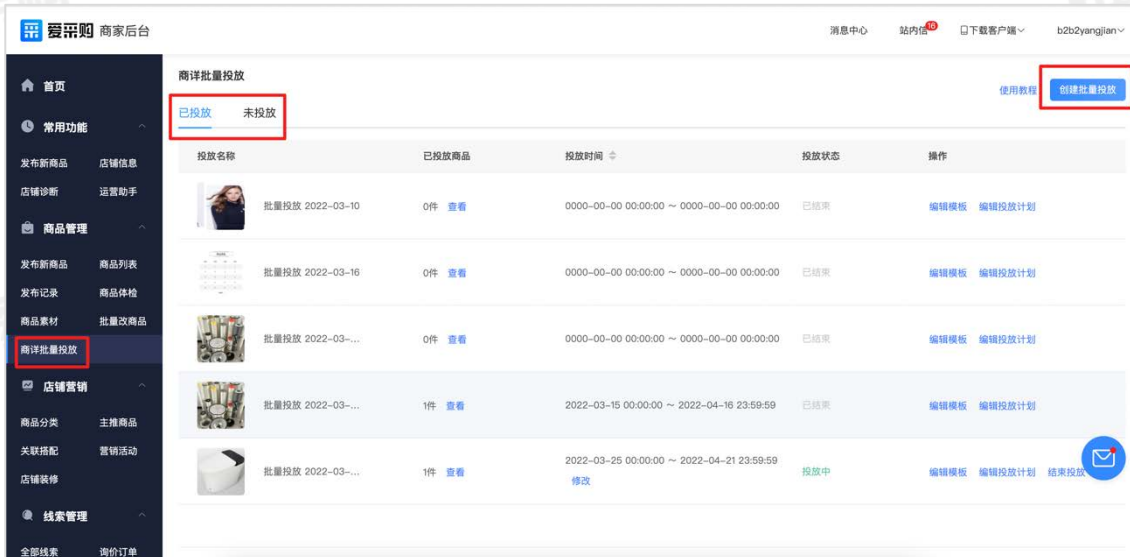 采 爱采购 商家后台
消息中心 站内信 16 下载客户端 b2b2yangjian
首页
常用功能
发布新商品 店铺信息
店铺诊断 运营助手
商品管理
发布新商品 商品列表
发布记录 商品体检
商品素材 批量改商品
商详批量投放
店铺营销
商品分类 主推商品
关联搭配 营销活动
店铺装修
线索管理
全部线索 询价订单
商详批量投放
使用教程 创建批量投放
已投放 未投放
投放名称 已投放商品 投放时间 投放状态 操作
批量投放 2022-03-10 0件 查看 0000-00-00 00:00:00 ~ 0000-00-00 00:00:00 已结束 编辑模板 编辑投放计划
批量投放 2022-03-16 0件 查看 0000-00-00 00:00:00 ~ 0000-00-00 00:00:00 已结束 编辑模板 编辑投放计划
批量投放 2022-03-... 0件 查看 0000-00-00 00:00:00 ~ 0000-00-00 00:00:00 已结束 编辑模板 编辑投放计划
批量投放 2022-03-... 1件 查看 2022-03-15 00:00:00 ~ 2022-04-16 23:59:59 已结束 编辑模板 编辑投放计划
批量投放 2022-03-... 1件 查看 2022-03-25 00:00:00 ~ 2022-04-21 23:59:59 投放中 编辑模板 编辑投放计划 结束投放
修改